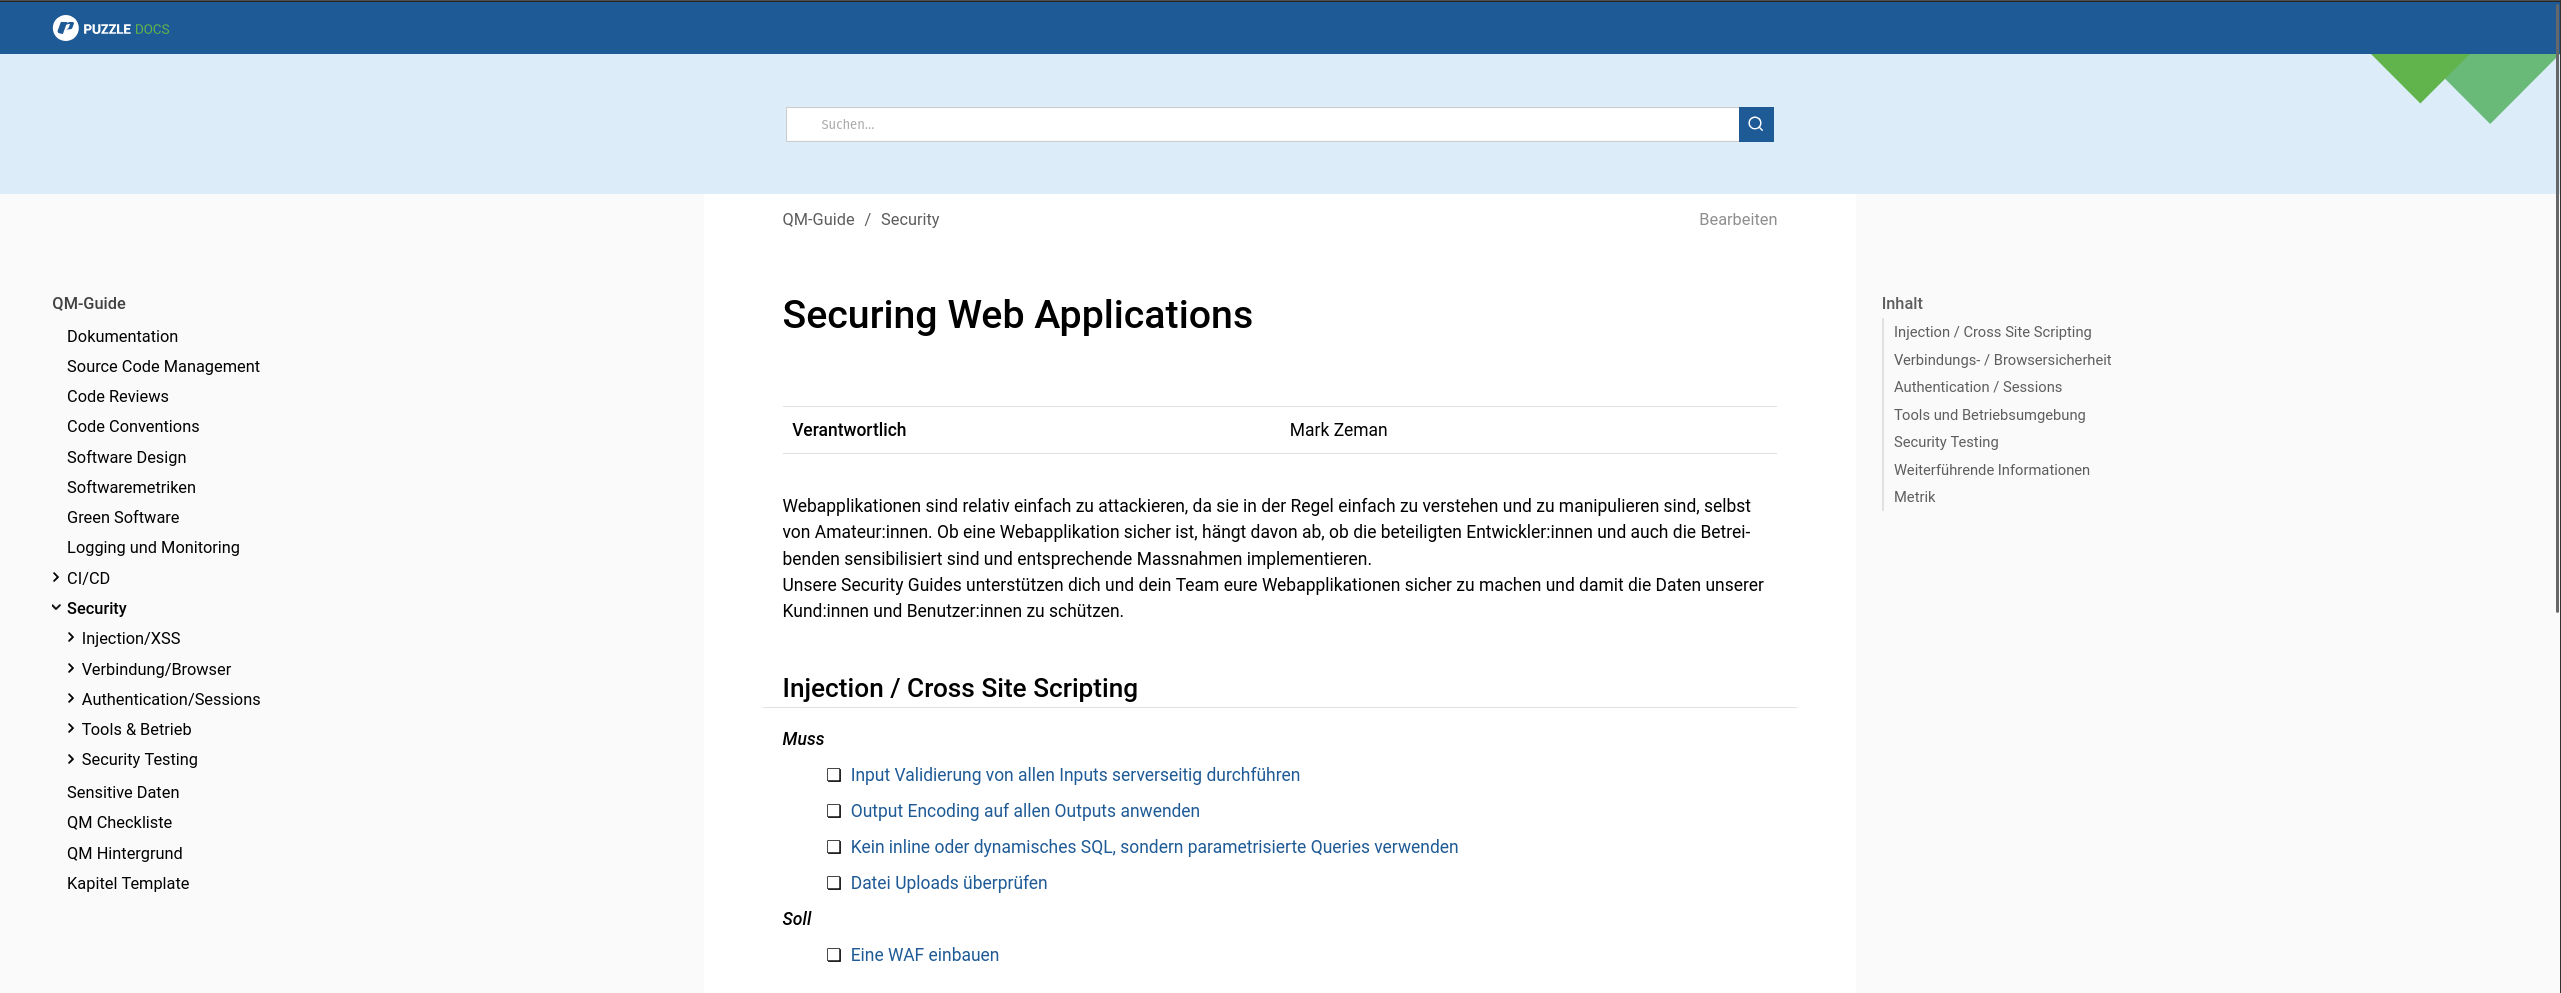 PUZZLE DOCS
Suchen...
QM-Guide / Security
Bearbeiten
QM-Guide
Dokumentation
Source Code Management
Code Reviews
Code Conventions
Software Design
Softwaremetriken
Green Software
Logging und Monitoring
CI/CD
Security
Injection/XSS
Verbindung/Browser
Authentication/Sessions
Tools & Betrieb
Security Testing
Sensitive Daten
QM Checkliste
QM Hintergrund
Kapitel Template
Securing Web Applications
Verantwortlich Mark Zeman
Webapplikationen sind relativ einfach zu attackieren, da sie in der Regel einfach zu verstehen und zu manipulieren sind, selbst
von Amateur:innen. Ob eine Webapplikation sicher ist, hängt davon ab, ob die beteiligten Entwickler:innen und auch die Betrei-
benden sensibilisiert sind und entsprechende Massnahmen implementieren.
Unsere Security Guides unterstützen dich und dein Team eure Webapplikationen sicher zu machen und damit die Daten unserer
Kund:innen und Benutzer:innen zu schützen.
Injection / Cross Site Scripting
Muss
❏ Input Validierung von allen Inputs serverseitig durchführen
❏ Output Encoding auf allen Outputs anwenden
❏ Kein inline oder dynamisches SQL, sondern parametrisierte Queries verwenden
❏ Datei Uploads überprüfen
Soll
❏ Eine WAF einbauen
Inhalt
Injection / Cross Site Scripting
Verbindungs- / Browsersicherheit
Authentication / Sessions
Tools und Betriebsumgebung
Security Testing
Weiterführende Informationen
Metrik